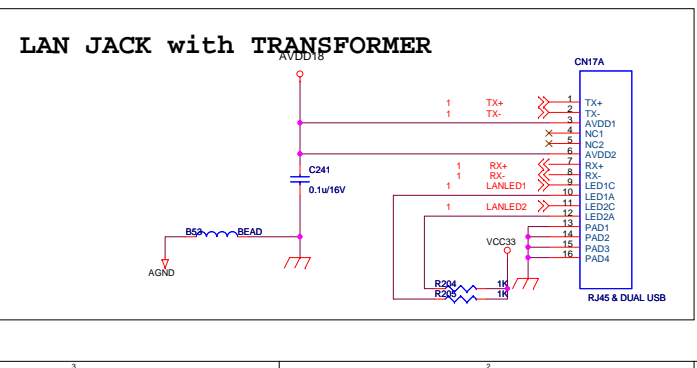 LAN JACK with TRANSFORMER
AVDD18
CN17A
1 TX+ 1 TX+
1 TX- 2 TX-
3 AVDD1
4 NC1
5 NC2
6 AVDD2
1 RX+ 7 RX+
1 RX- 8 RX-
1 LANLED1 9 LED1C
10 LED1A
1 LANLED2 11 LED2C
12 LED2A
13 PAD1
14 PAD2
15 PAD3
16 PAD4
C241
0.1u/16V
B53 BEAD
AGND
VCC33
R204 1K
R205 1K
RJ45 & DUAL USB
3 2